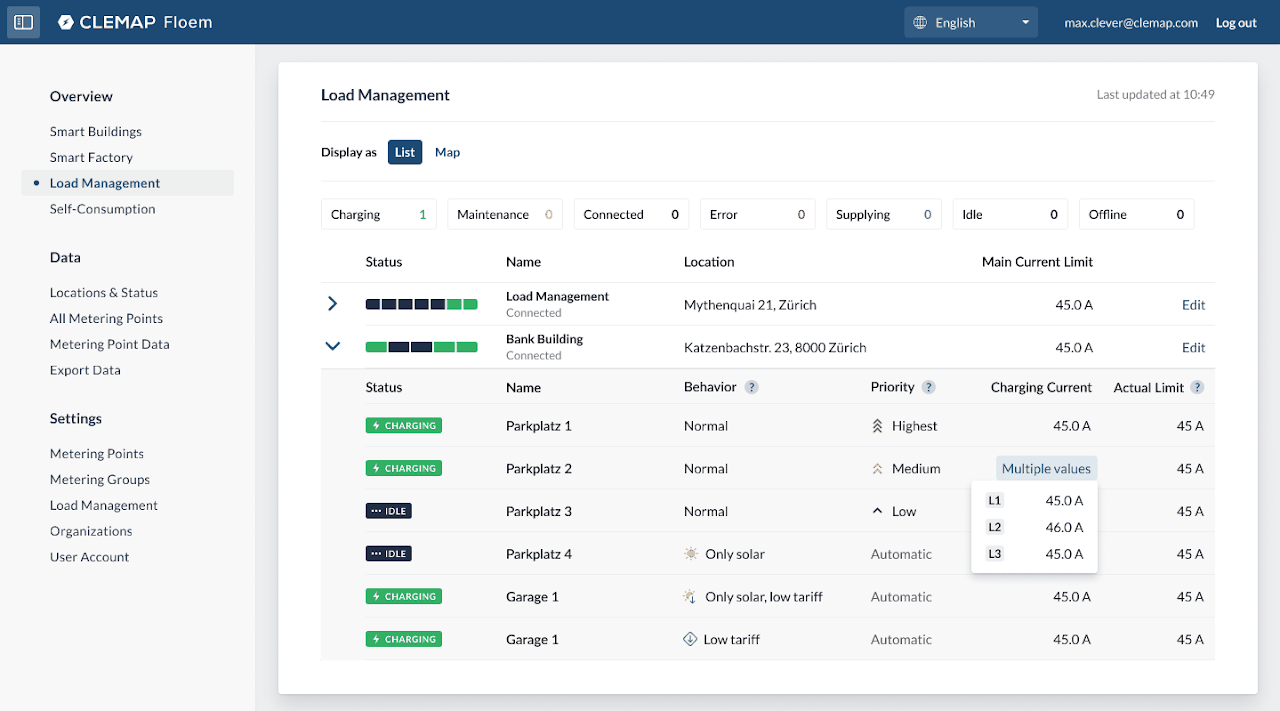 CLEMAP Floem
English
max.clever@clemap.com
Log out
Overview
Smart Buildings
Smart Factory
Load Management
Self-Consumption
Data
Locations & Status
All Metering Points
Metering Point Data
Export Data
Settings
Metering Points
Metering Groups
Load Management
Organizations
User Account
Load Management
Last updated at 10:49
Display as List Map
Charging 1 Maintenance 0 Connected 0 Error 0 Supplying 0 Idle 0 Offline 0
Status Name Location Main Current Limit
Load Management
Connected
Mythenquai 21, Zürich 45.0 A Edit
Bank Building
Connected
Katzenbachstr. 23, 8000 Zürich 45.0 A Edit
Status Name Behavior ? Priority ? Charging Current Actual Limit ?
CHARGING Parkplatz 1 Normal Highest 45.0 A 45 A
CHARGING Parkplatz 2 Normal Medium Multiple values 45 A
L1 45.0 A
L2 46.0 A
L3 45.0 A
IDLE Parkplatz 3 Normal Low 45 A
IDLE Parkplatz 4 Only solar Automatic 45 A
CHARGING Garage 1 Only solar, low tariff Automatic 45.0 A 45 A
CHARGING Garage 1 Low tariff Automatic 45.0 A 45 A